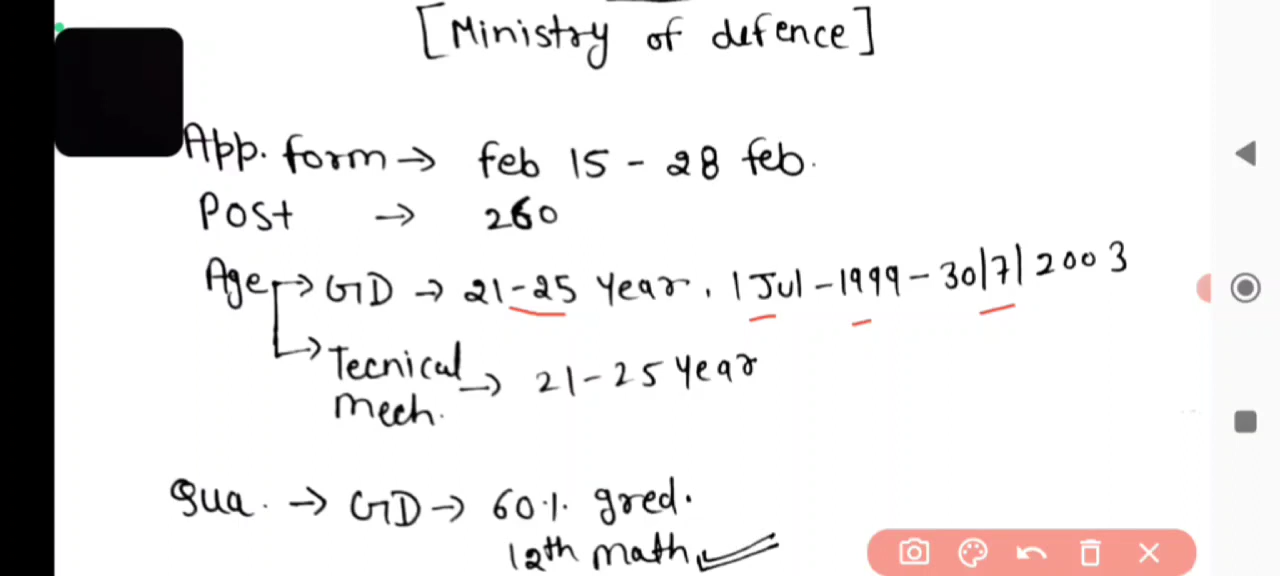 [Ministry of defence]
App. form → feb 15 - 28 feb.
Post → 260
Age → GD → 21-25 Year. 1 Jul - 1999 - 30/7/2003
→ Tecnical mech. → 21-25 Year
Qua. → GD → 60% gred.
12th math